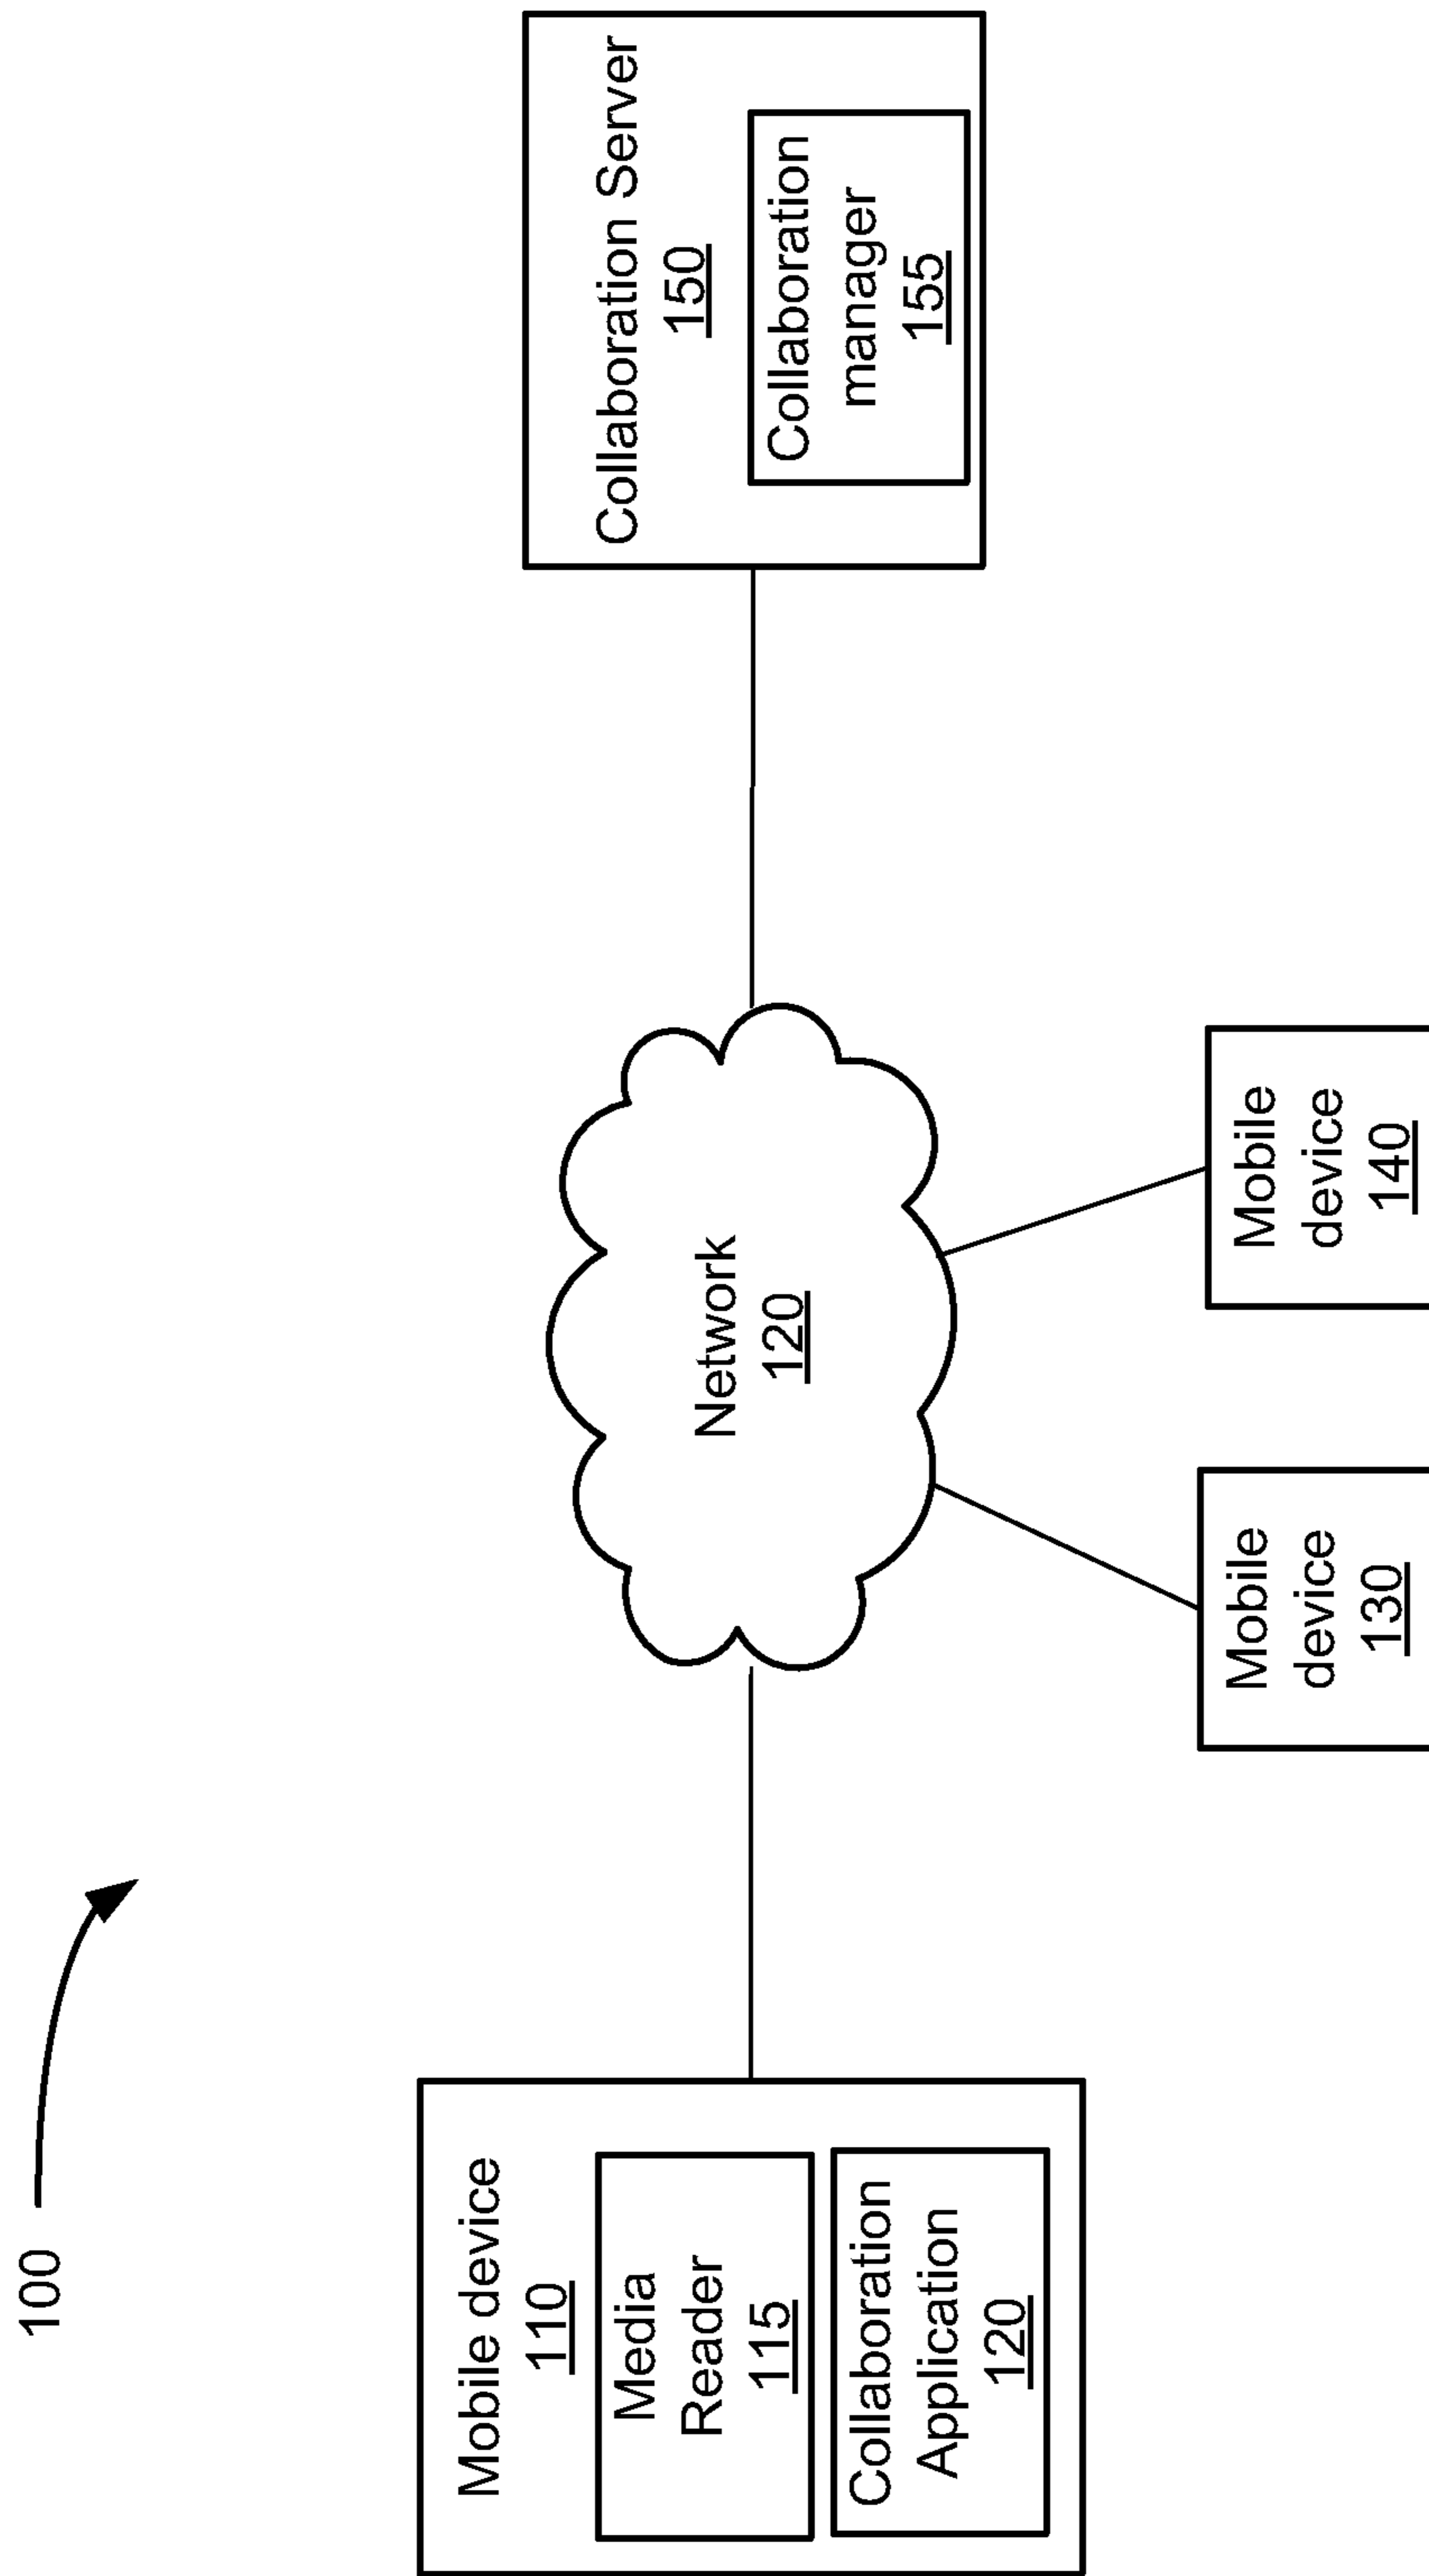 100
Mobile device
110
Media
Reader
115
Collaboration
Application
120
Network
120
Mobile
device
130
Mobile
device
140
Collaboration Server
150
Collaboration
manager
155